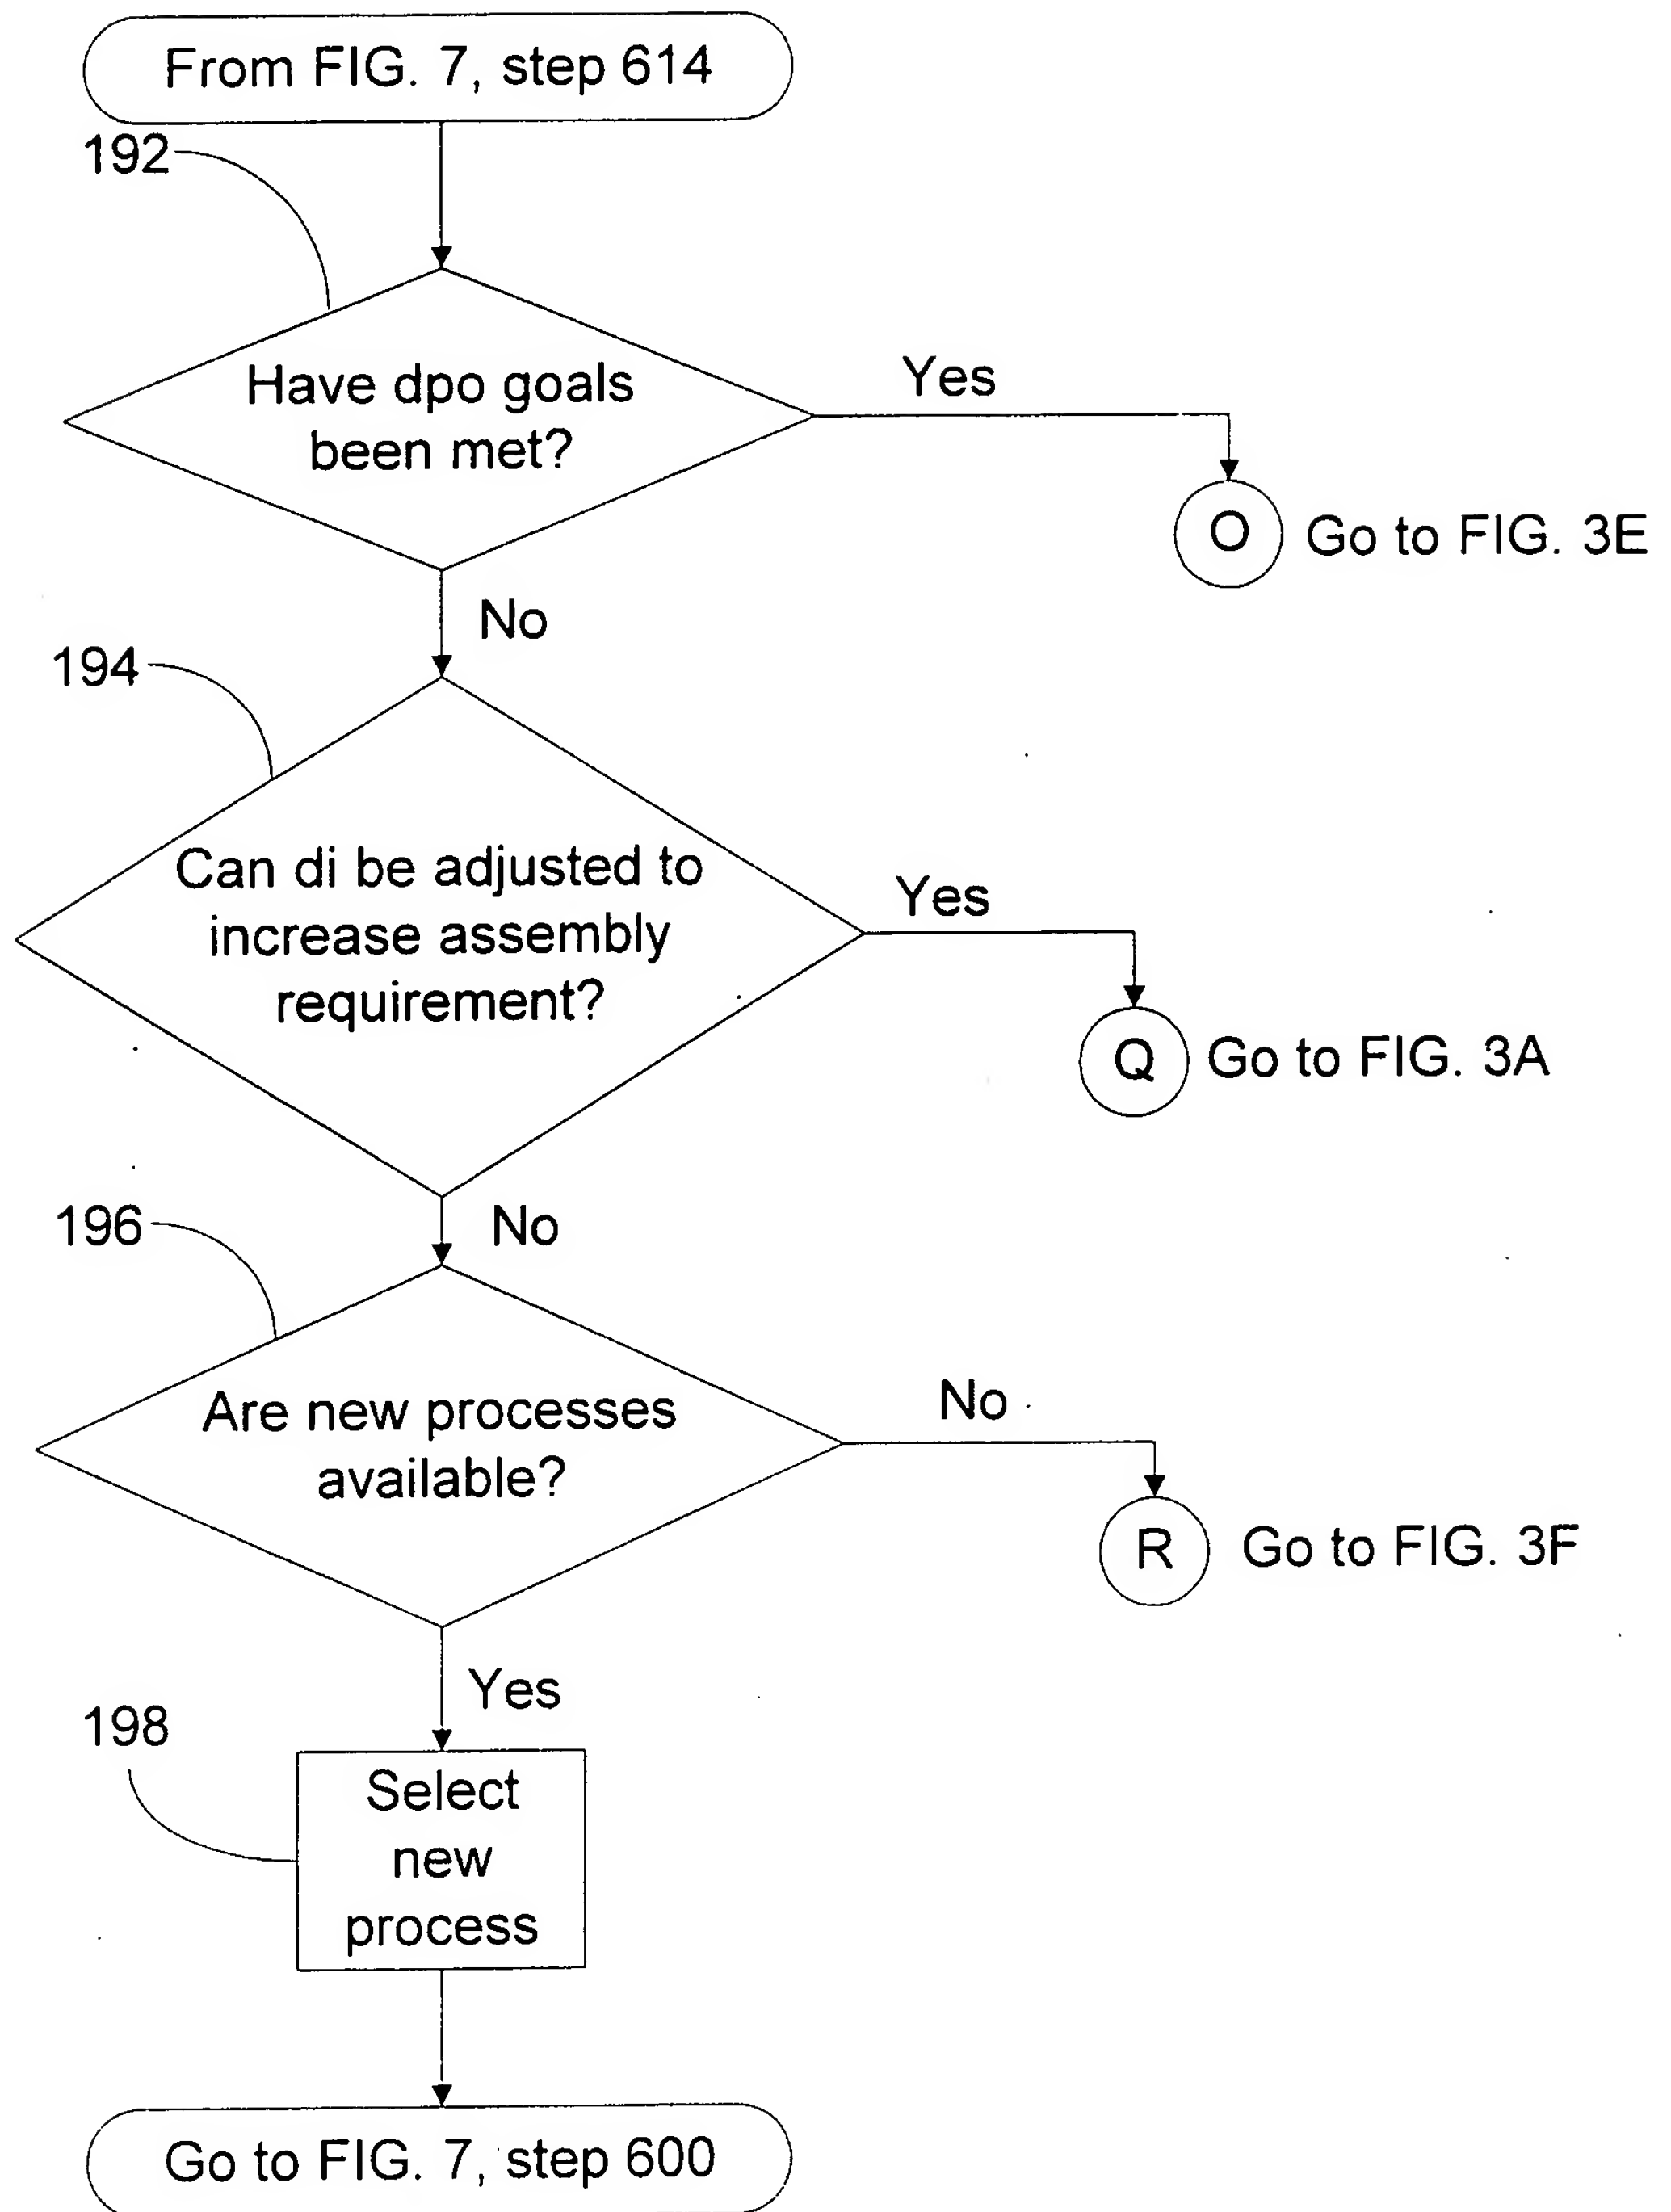 From FIG. 7, step 614
192
Have dpo goals
been met?
Yes
O
Go to FIG. 3E
No
194
Can di be adjusted to
increase assembly
requirement?
Yes
Q
Go to FIG. 3A
No
196
Are new processes
available?
No
R
Go to FIG. 3F
Yes
198
Select
new
process
Go to FIG. 7, step 600